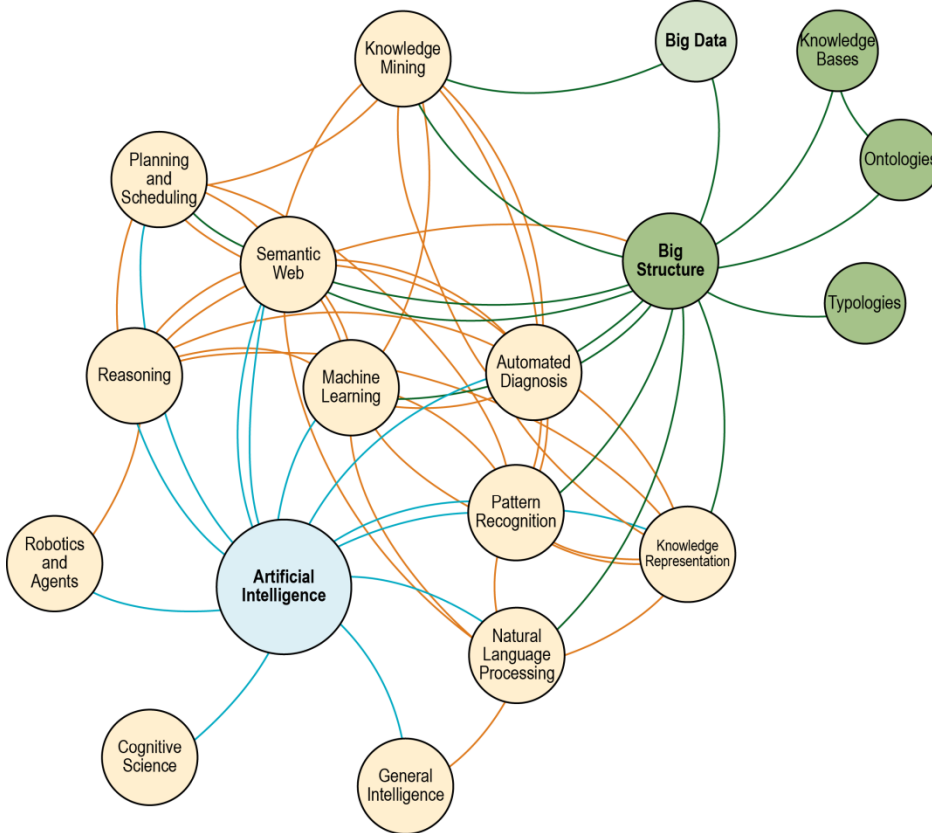 Knowledge
Mining
Big Data
Knowledge
Bases
Planning
and
Scheduling
Ontologies
Semantic
Web
Big
Structure
Typologies
Reasoning
Machine
Learning
Automated
Diagnosis
Pattern
Recognition
Robotics
and
Agents
Artificial
Intelligence
Knowledge
Representation
Natural
Language
Processing
Cognitive
Science
General
Intelligence